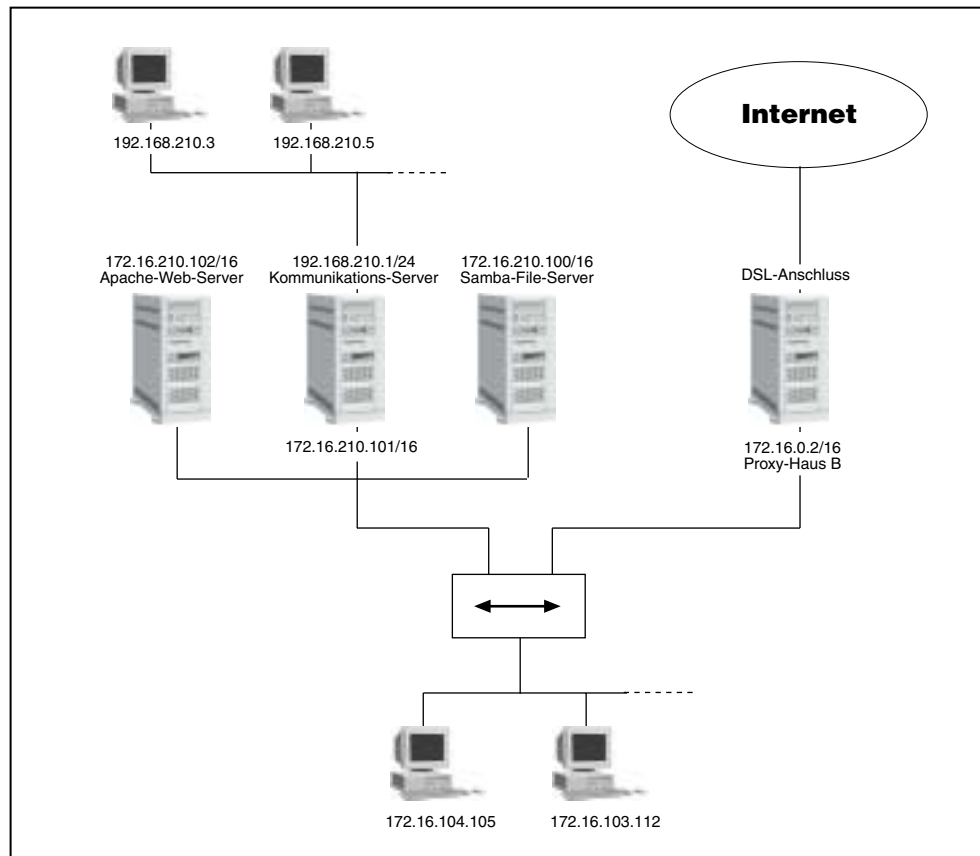 192.168.210.3
192.168.210.5
Internet
172.16.210.102/16
Apache-Web-Server
192.168.210.1/24
Kommunikations-Server
172.16.210.100/16
Samba-File-Server
DSL-Anschluss
172.16.210.101/16
172.16.0.2/16
Proxy-Haus B
172.16.104.105
172.16.103.112